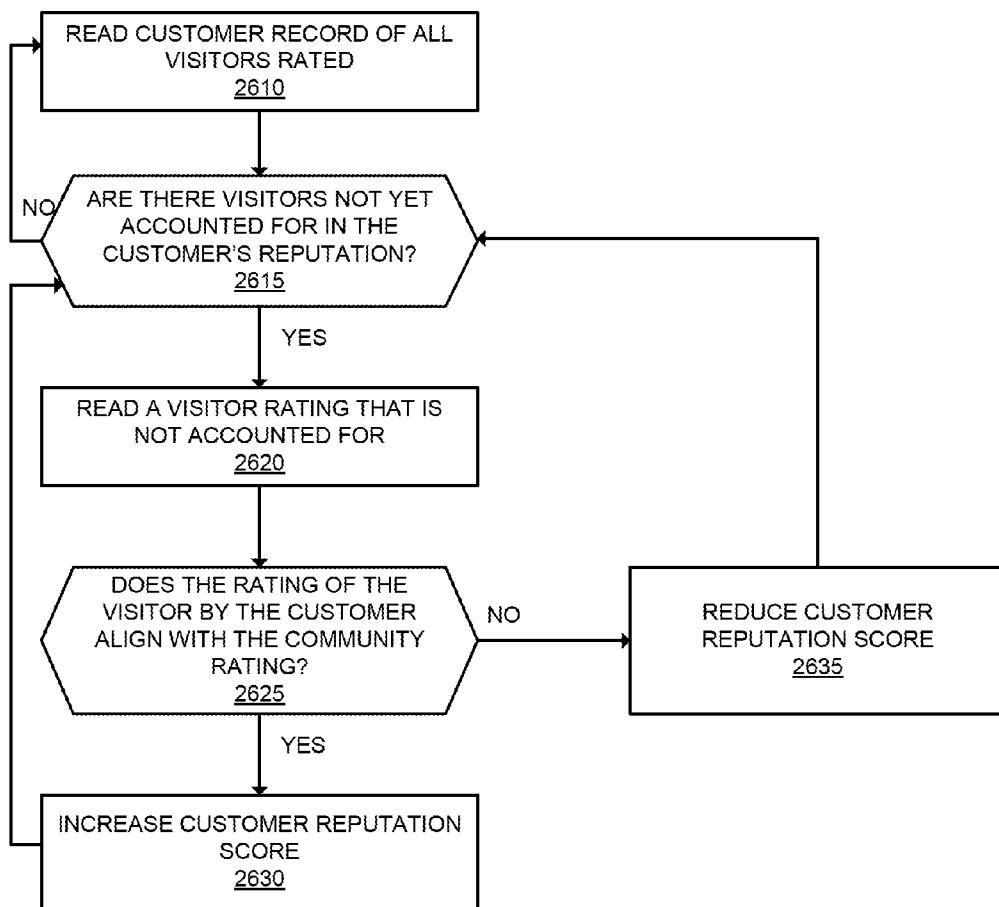 READ CUSTOMER RECORD OF ALL
VISITORS RATED
2610
NO
ARE THERE VISITORS NOT YET
ACCOUNTED FOR IN THE
CUSTOMER'S REPUTATION?
2615
YES
READ A VISITOR RATING THAT IS
NOT ACCOUNTED FOR
2620
DOES THE RATING OF THE
VISITOR BY THE CUSTOMER
ALIGN WITH THE COMMUNITY
RATING?
2625
NO
REDUCE CUSTOMER
REPUTATION SCORE
2635
YES
INCREASE CUSTOMER REPUTATION
SCORE
2630